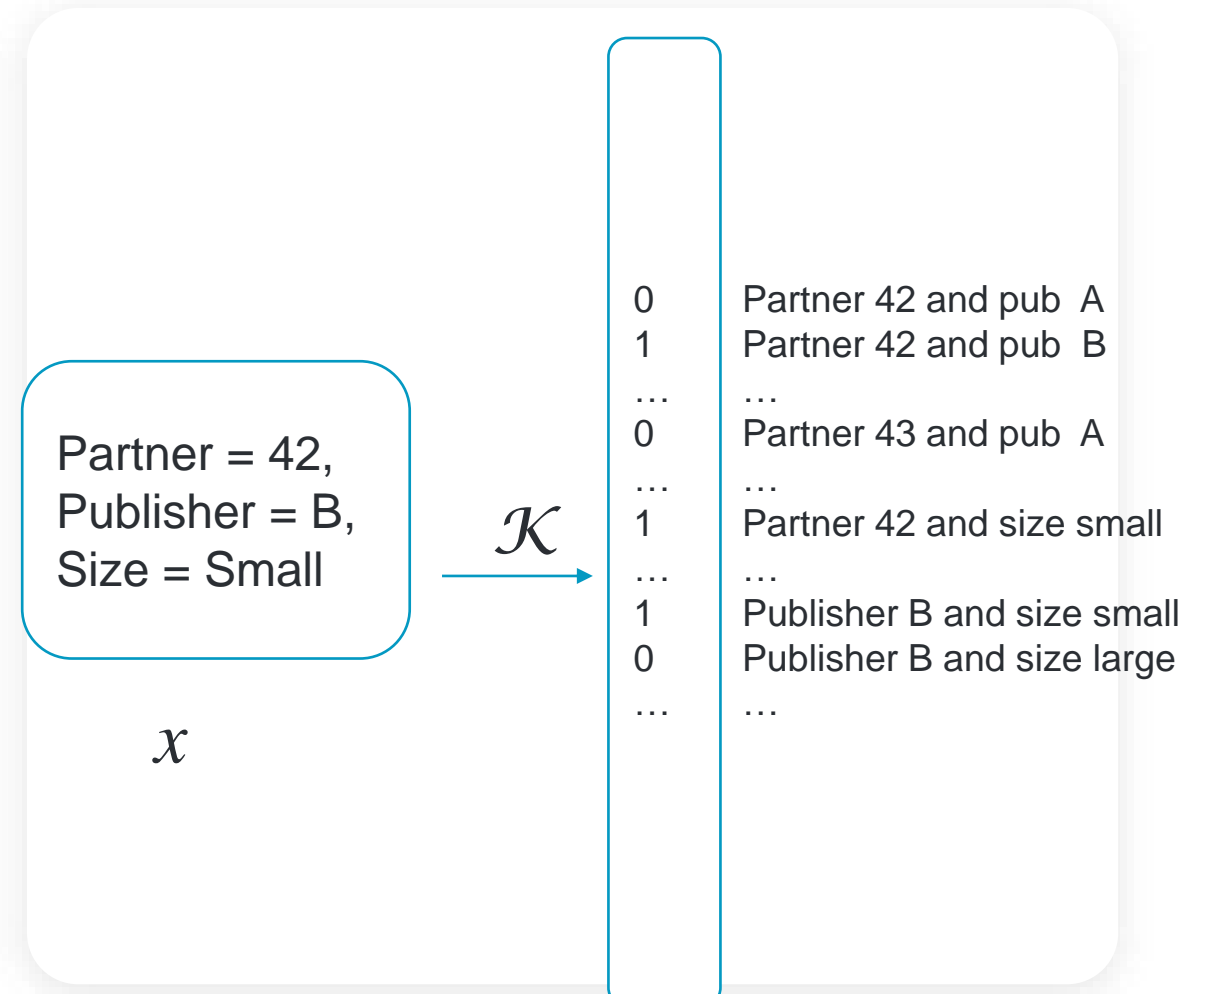 Partner = 42,
Publisher = B,
Size = Small
x
𝒦
0 Partner 42 and pub A
1 Partner 42 and pub B
… …
0 Partner 43 and pub A
… …
1 Partner 42 and size small
… …
1 Publisher B and size small
0 Publisher B and size large
… …